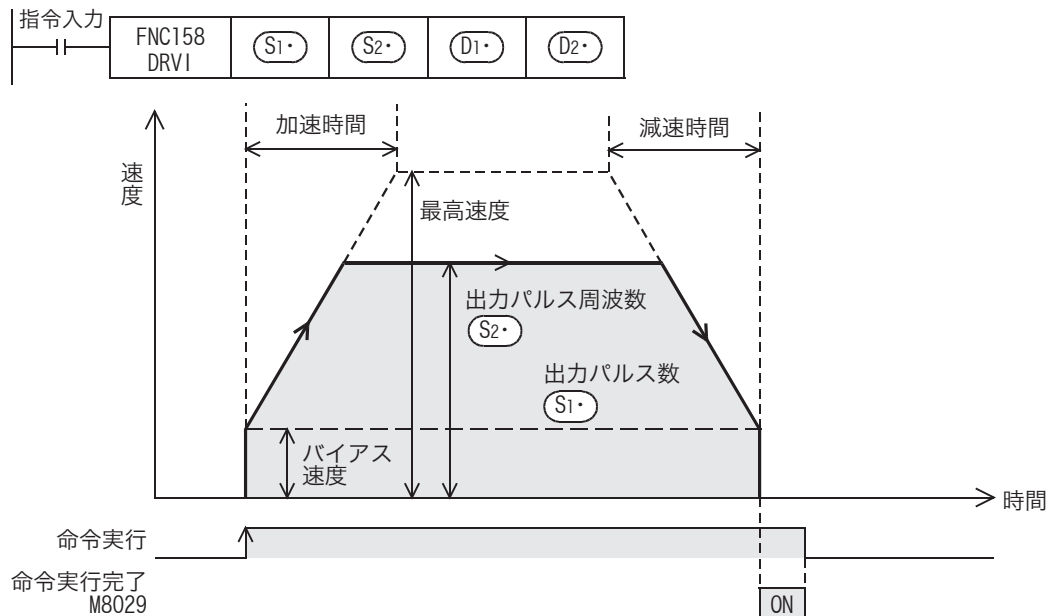 指令入力
FNC158
DRVI
S1・
S2・
D1・
D2・
加速時間
減速時間
速度
最高速度
出力パルス周波数
S2・
出力パルス数
S1・
バイアス
速度
時間
命令実行
命令実行完了
M8029
ON